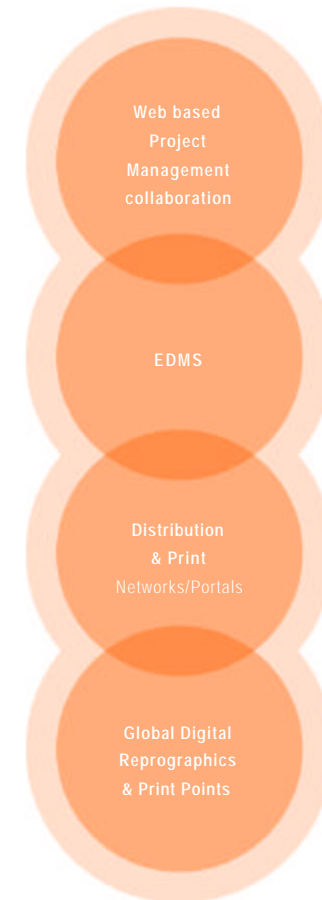 Web based
Project
Management
collaboration
EDMS
Distribution
& Print
Networks/Portals
Global Digital
Reprographics
& Print Points